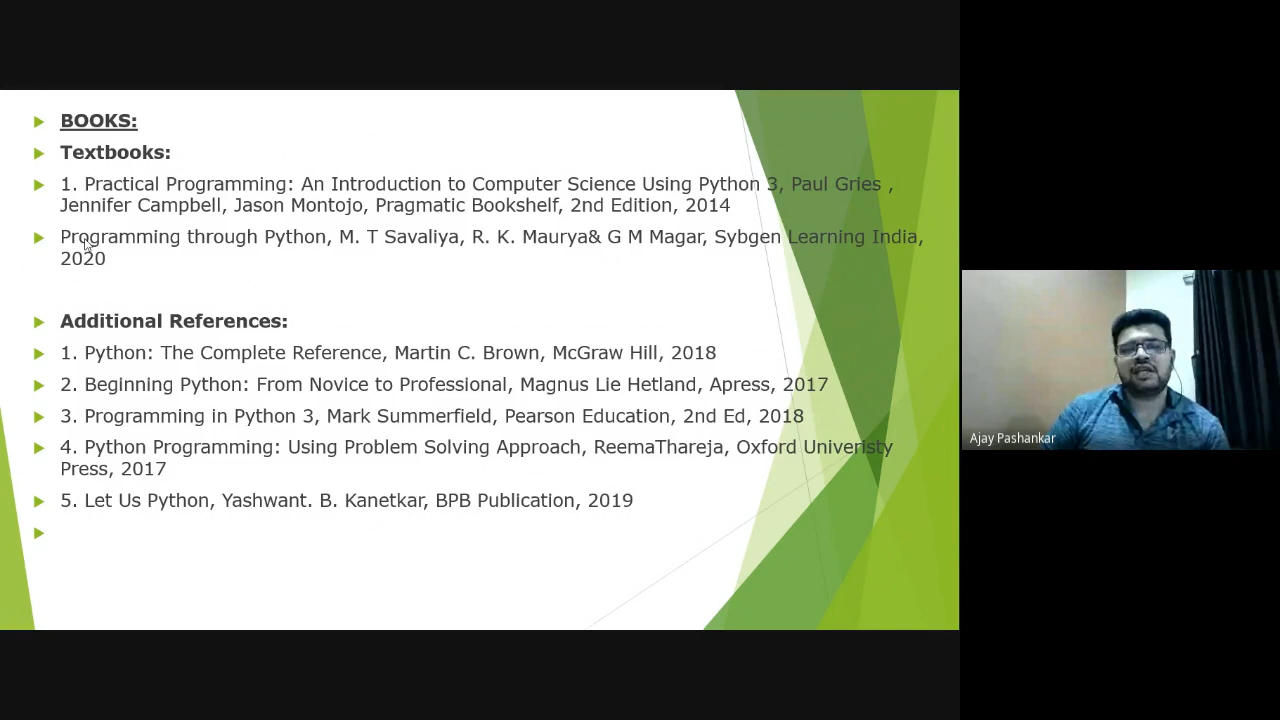 BOOKS:
Textbooks:
1. Practical Programming: An Introduction to Computer Science Using Python 3, Paul Gries ,
Jennifer Campbell, Jason Montojo, Pragmatic Bookshelf, 2nd Edition, 2014
Programming through Python, M. T Savaliya, R. K. Maurya& G M Magar, Sybgen Learning India,
2020
Additional References:
1. Python: The Complete Reference, Martin C. Brown, McGraw Hill, 2018
2. Beginning Python: From Novice to Professional, Magnus Lie Hetland, Apress, 2017
3. Programming in Python 3, Mark Summerfield, Pearson Education, 2nd Ed, 2018
4. Python Programming: Using Problem Solving Approach, ReemaThareja, Oxford Univeristy
Press, 2017
5. Let Us Python, Yashwant. B. Kanetkar, BPB Publication, 2019
Ajay Pashankar